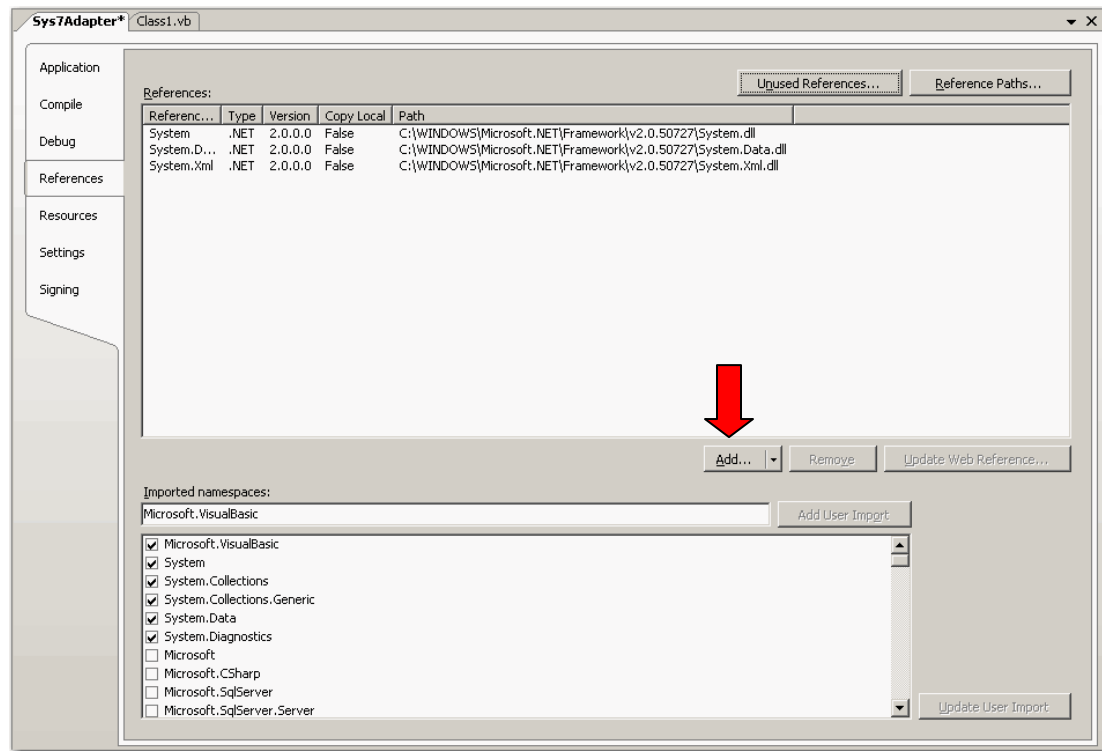 Sys7Adapter* Class1.vb
Application
Compile
Debug
References
Resources
Settings
Signing
Unused References... Reference Paths...
References:
Referenc... Type Version Copy Local Path
System .NET 2.0.0.0 False C:\WINDOWS\Microsoft.NET\Framework\v2.0.50727\System.dll
System.D... .NET 2.0.0.0 False C:\WINDOWS\Microsoft.NET\Framework\v2.0.50727\System.Data.dll
System.Xml .NET 2.0.0.0 False C:\WINDOWS\Microsoft.NET\Framework\v2.0.50727\System.Xml.dll
Add... Remove Update Web Reference...
Imported namespaces:
Microsoft.VisualBasic Add User Import
Microsoft.VisualBasic
System
System.Collections
System.Collections.Generic
System.Data
System.Diagnostics
Microsoft
Microsoft.CSharp
Microsoft.SqlServer
Microsoft.SqlServer.Server
Update User Import